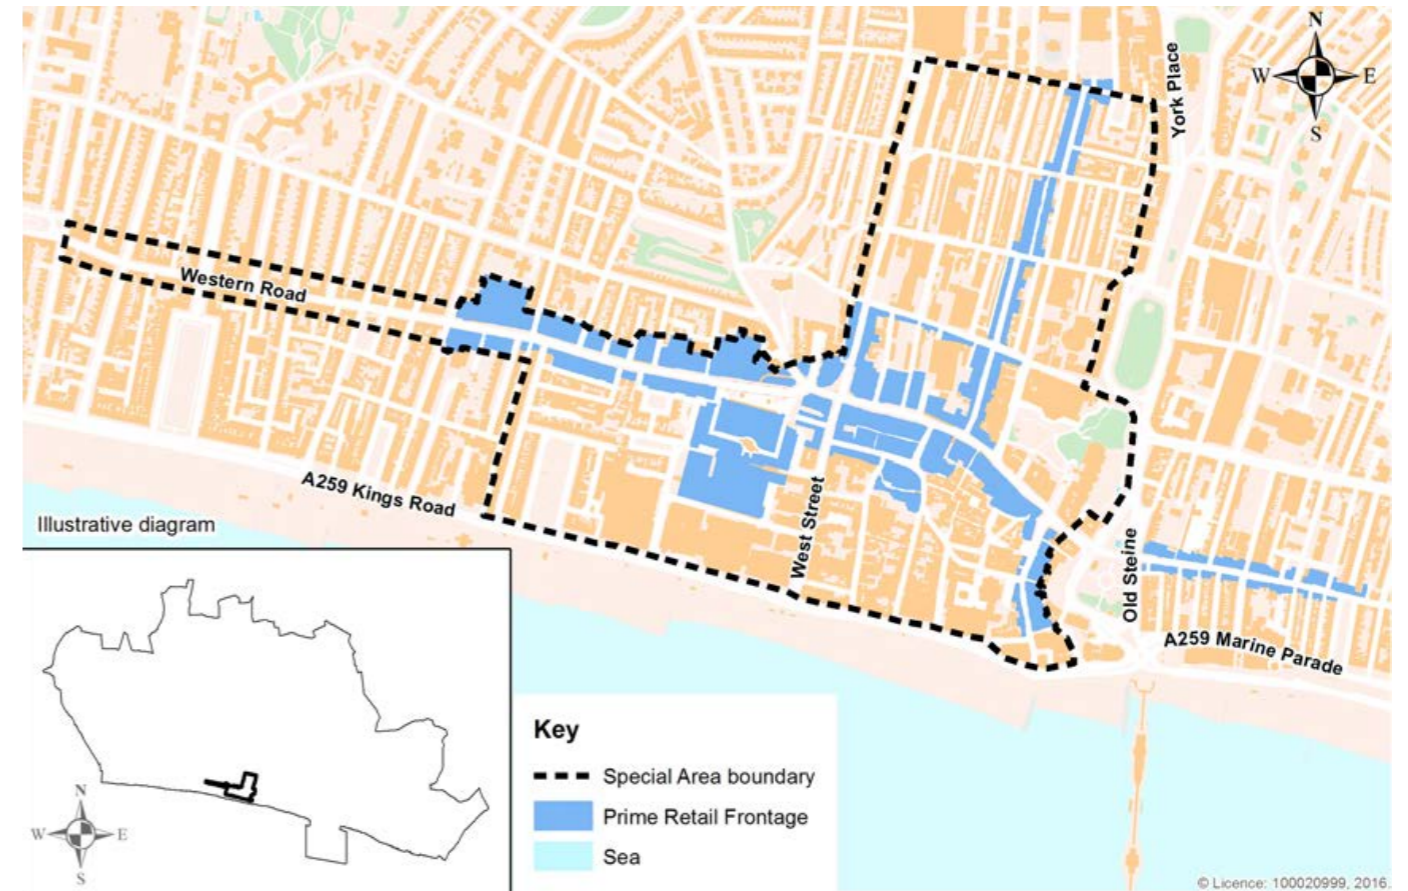 N
W E
S
York Place
Western Road
A259 Kings Road
West Street
Old Steine
A259 Marine Parade
Illustrative diagram
N
W E
S
Key
Special Area boundary
Prime Retail Frontage
Sea
© Licence: 100020999, 2016.